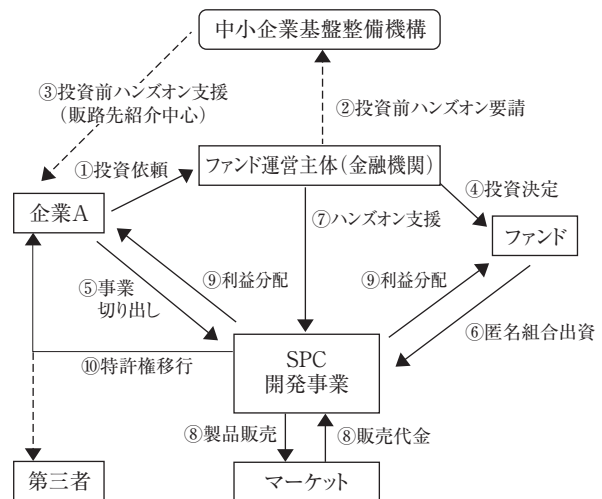 中小企業基盤整備機構
③投資前ハンズオン支援
（販路先紹介中心）
②投資前ハンズオン要請
①投資依頼
ファンド運営主体（金融機関）
④投資決定
企業A
⑦ハンズオン支援
ファンド
⑤事業
切り出し
⑨利益分配
⑨利益分配
⑥匿名組合出資
SPC
開発事業
⑩特許権移行
⑧製品販売
⑧販売代金
第三者
マーケット